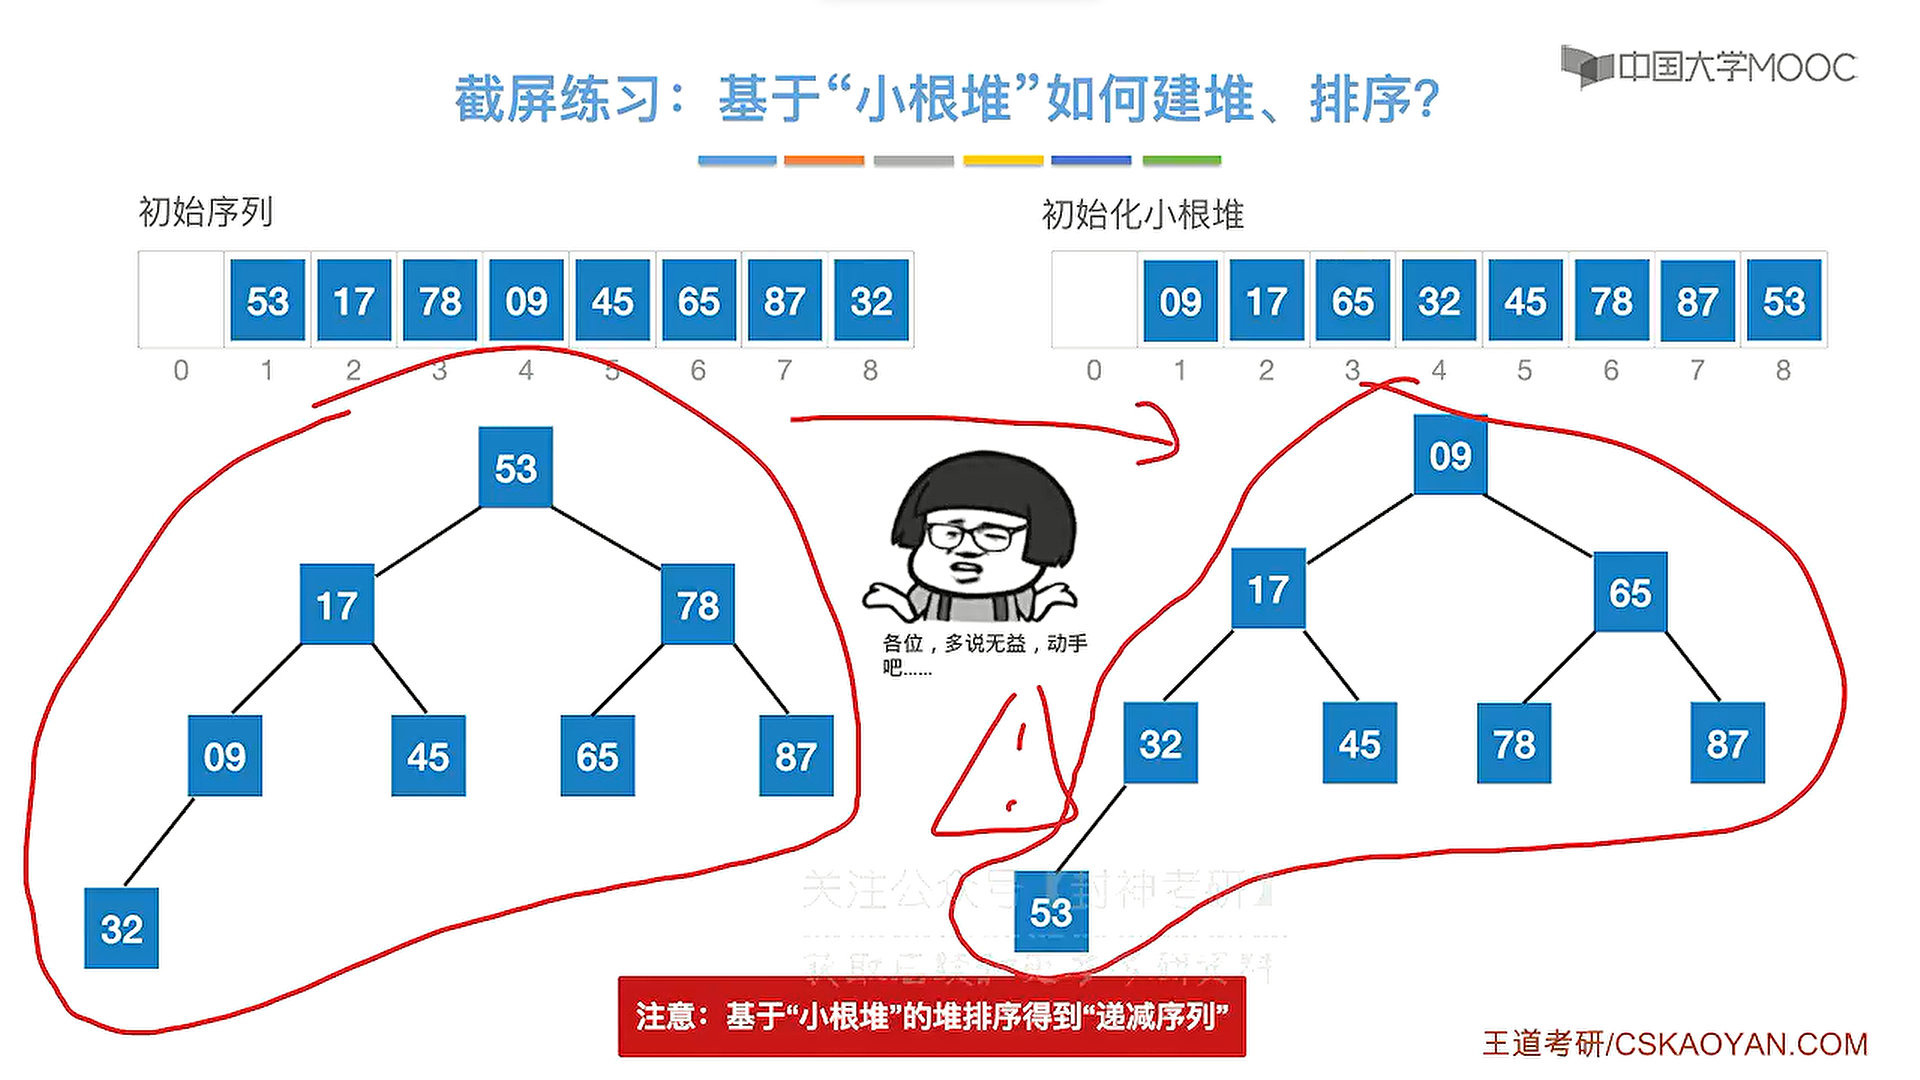 中国大学MOOC
截屏练习：基于“小根堆”如何建堆、排序？
初始序列
初始化小根堆
53 17 78 09 45 65 87 32
09 17 65 32 45 78 87 53
0 1 2 3 4 5 6 7 8
0 1 2 3 4 5 6 7 8
53
17 78
09 45 65 87
32
各位，多说无益，动手
吧......
09
17 65
32 45 78 87
53
关注公众号【封神考研】
注意：基于“小根堆”的堆排序得到“递减序列”
王道考研/CSKAOYAN.COM